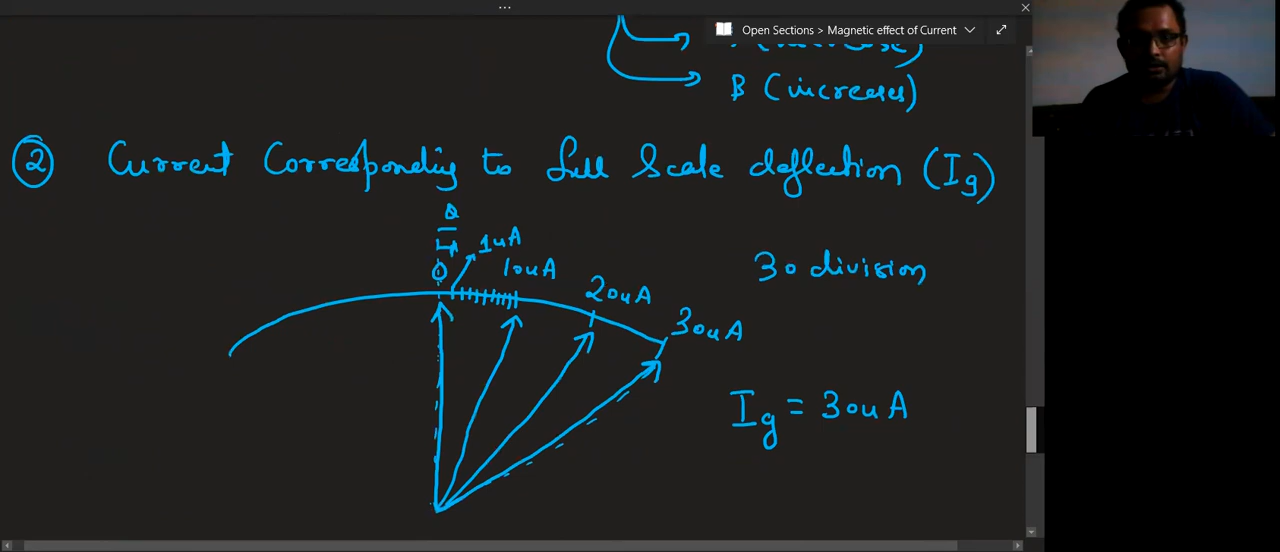 Open Sections > Magnetic effect of Current
B (increases)
② Current Corresponding to full Scale deflection (Ig)
θ
1uA
0
10uA
20uA
30uA
30 division
Ig = 30uA